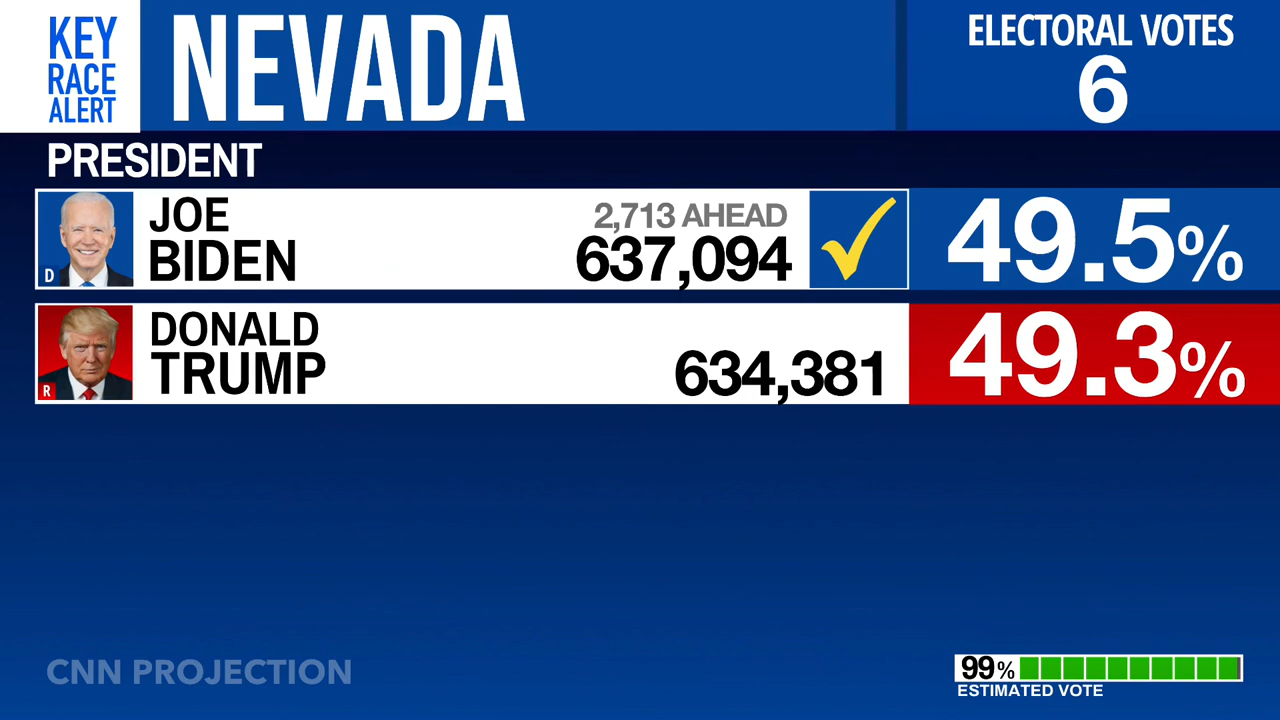 KEY
RACE
ALERT
NEVADA
ELECTORAL VOTES
6
PRESIDENT
D
JOE
BIDEN
2,713 AHEAD
637,094
49.5%
R
DONALD
TRUMP
634,381
49.3%
CNN PROJECTION
99%
ESTIMATED VOTE